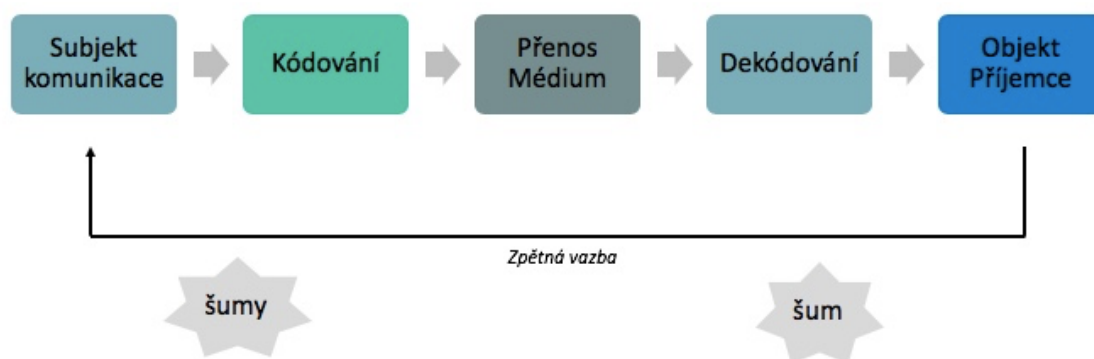 Subjekt
komunikace
Kódování
Přenos
Médium
Dekódování
Objekt
Příjemce
Zpětná vazba
šumy
šum